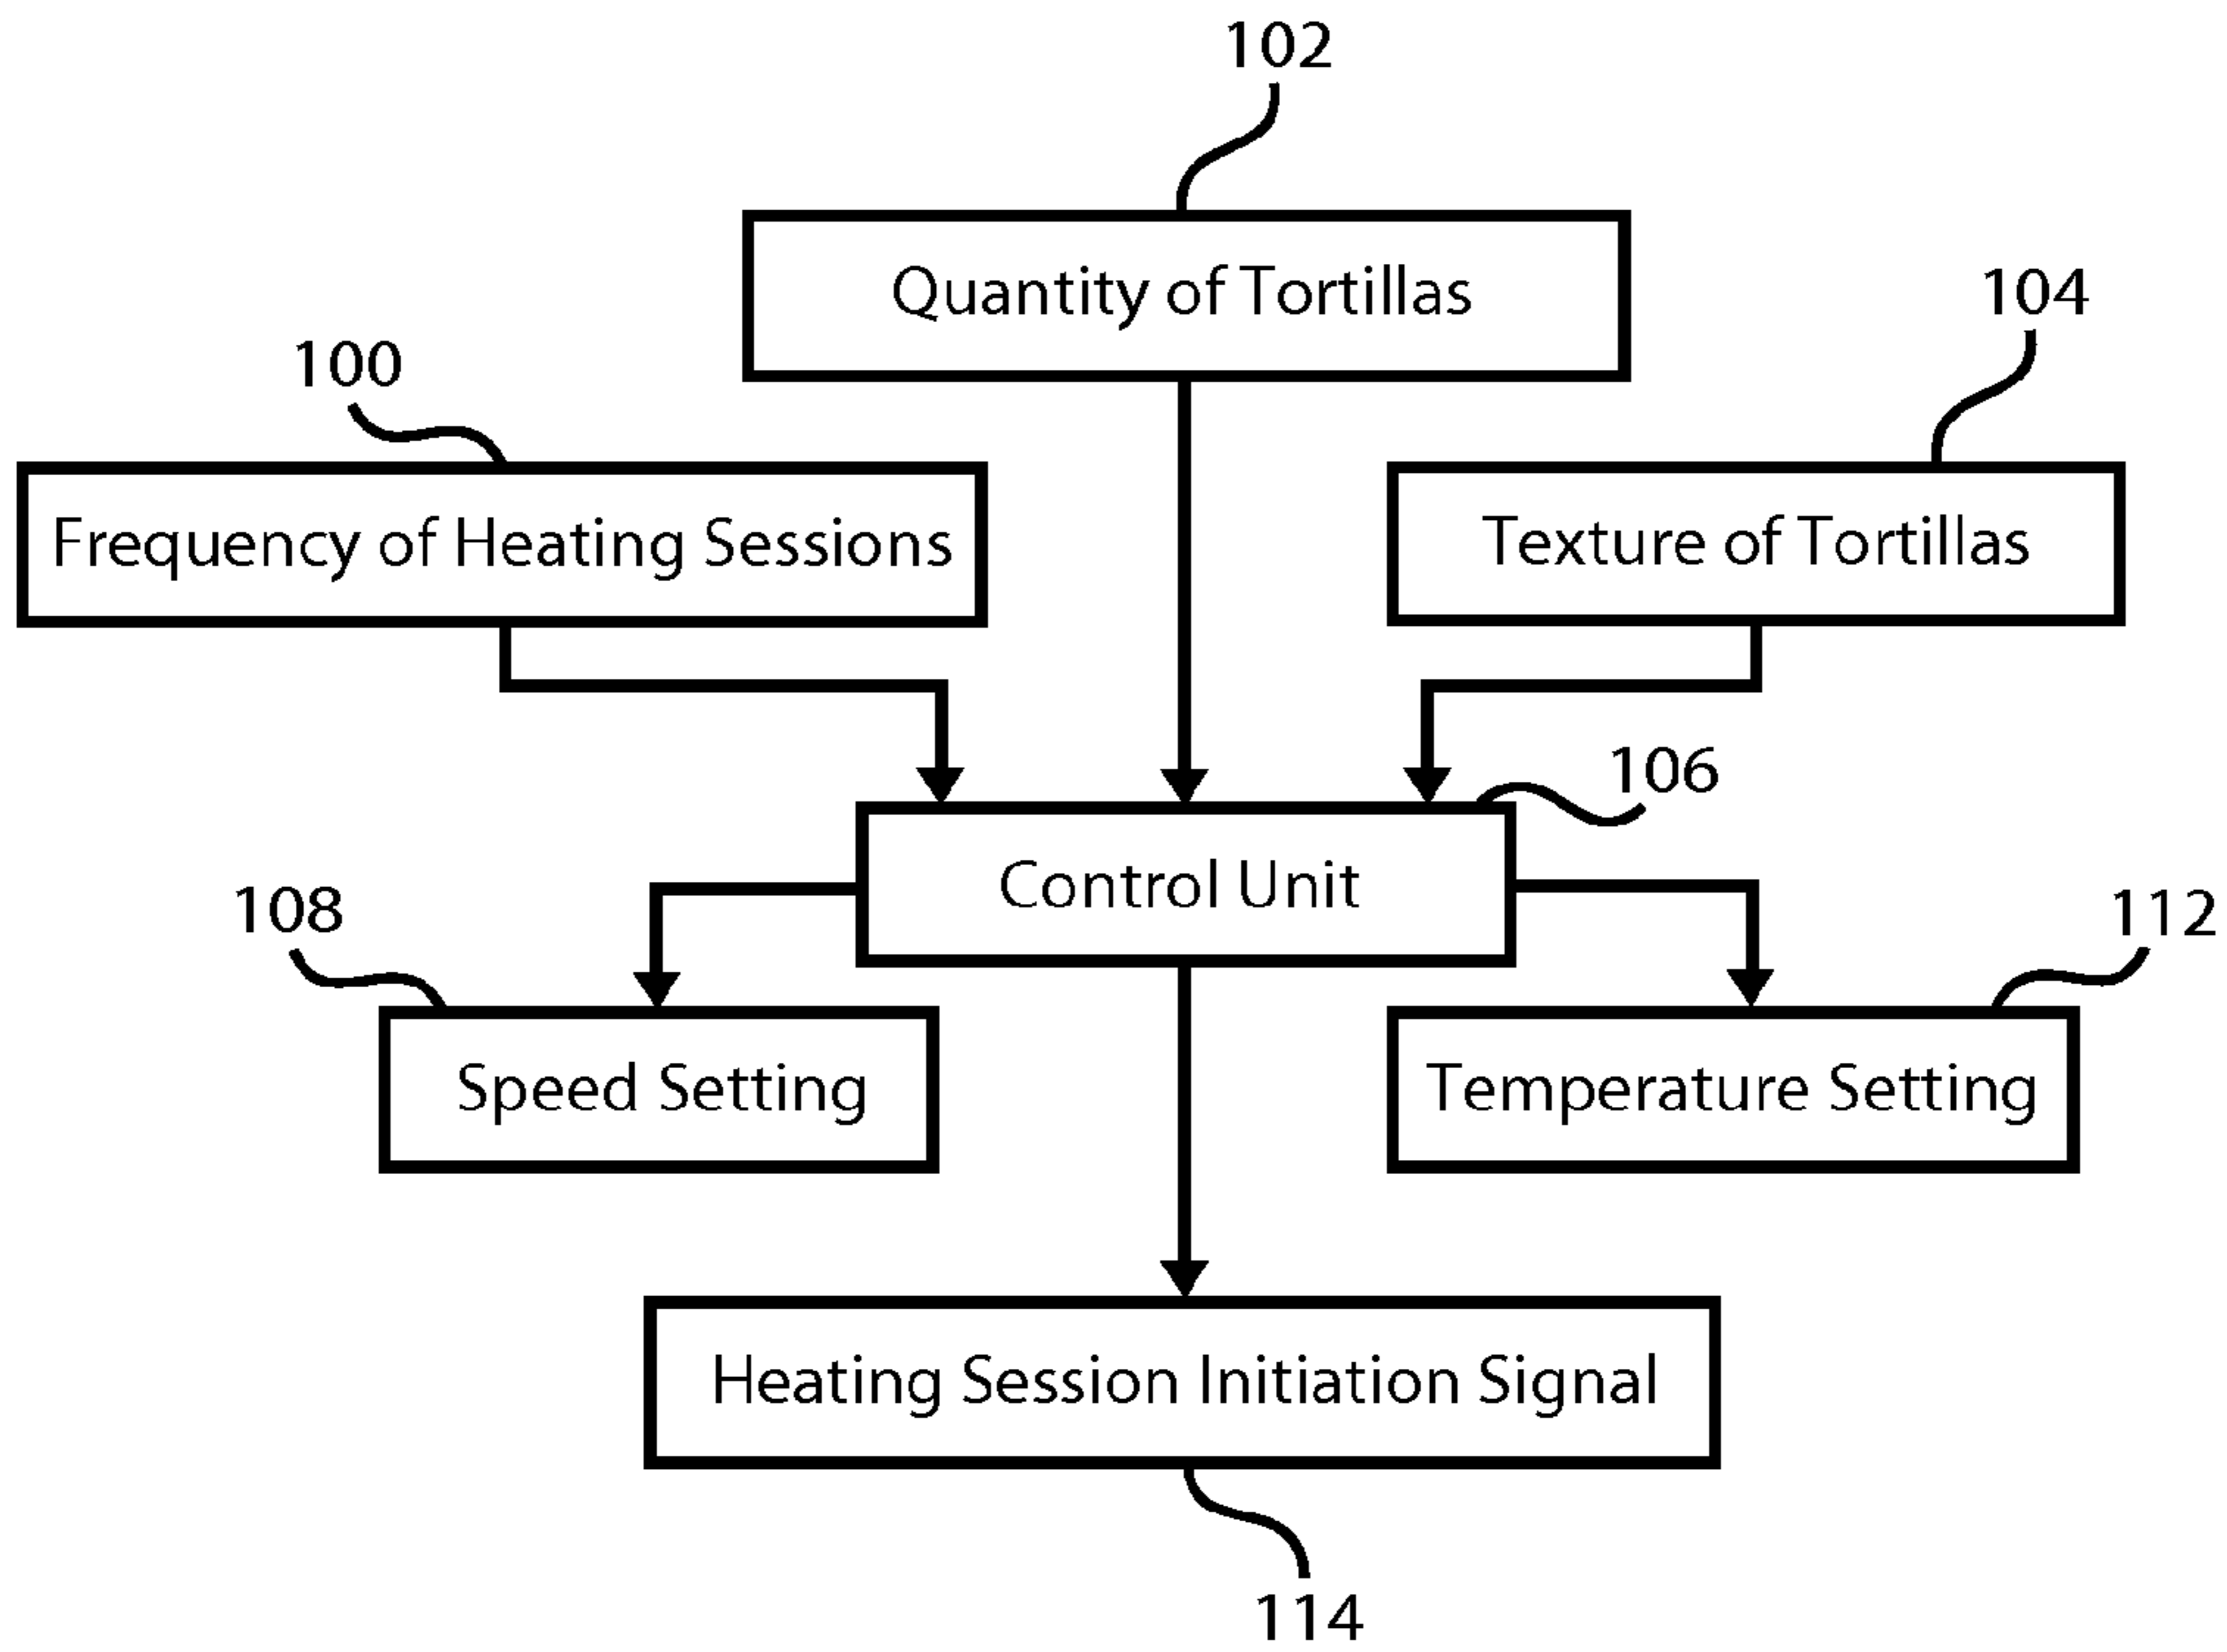 102
Quantity of Tortillas
104
100
Frequency of Heating Sessions
Texture of Tortillas
106
Control Unit
108
112
Speed Setting
Temperature Setting
Heating Session Initiation Signal
114